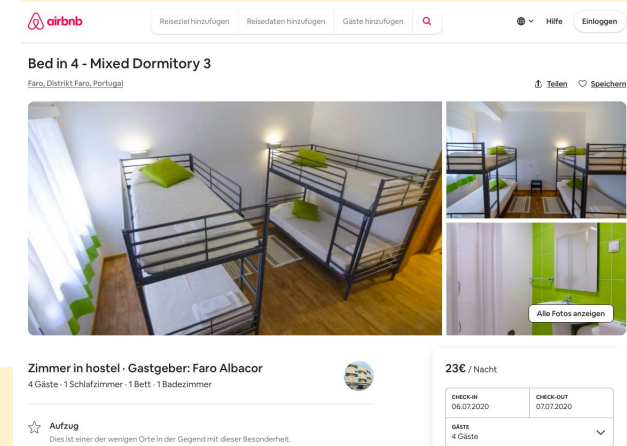 airbnb
Reiseziel hinzufügen Reisedaten hinzufügen Gäste hinzufügen
Hilfe Einloggen
Bed in 4 - Mixed Dormitory 3
Faro, Distrikt Faro, Portugal
Teilen Speichern
Alle Fotos anzeigen
Zimmer in hostel · Gastgeber: Faro Albacor
4 Gäste · 1 Schlafzimmer · 1 Bett · 1 Badezimmer
Aufzug
Dies ist einer der wenigen Orte in der Gegend mit dieser Besonderheit.
23€ / Nacht
CHECK-IN CHECK-OUT
06.07.2020 07.07.2020
GÄSTE
4 Gäste